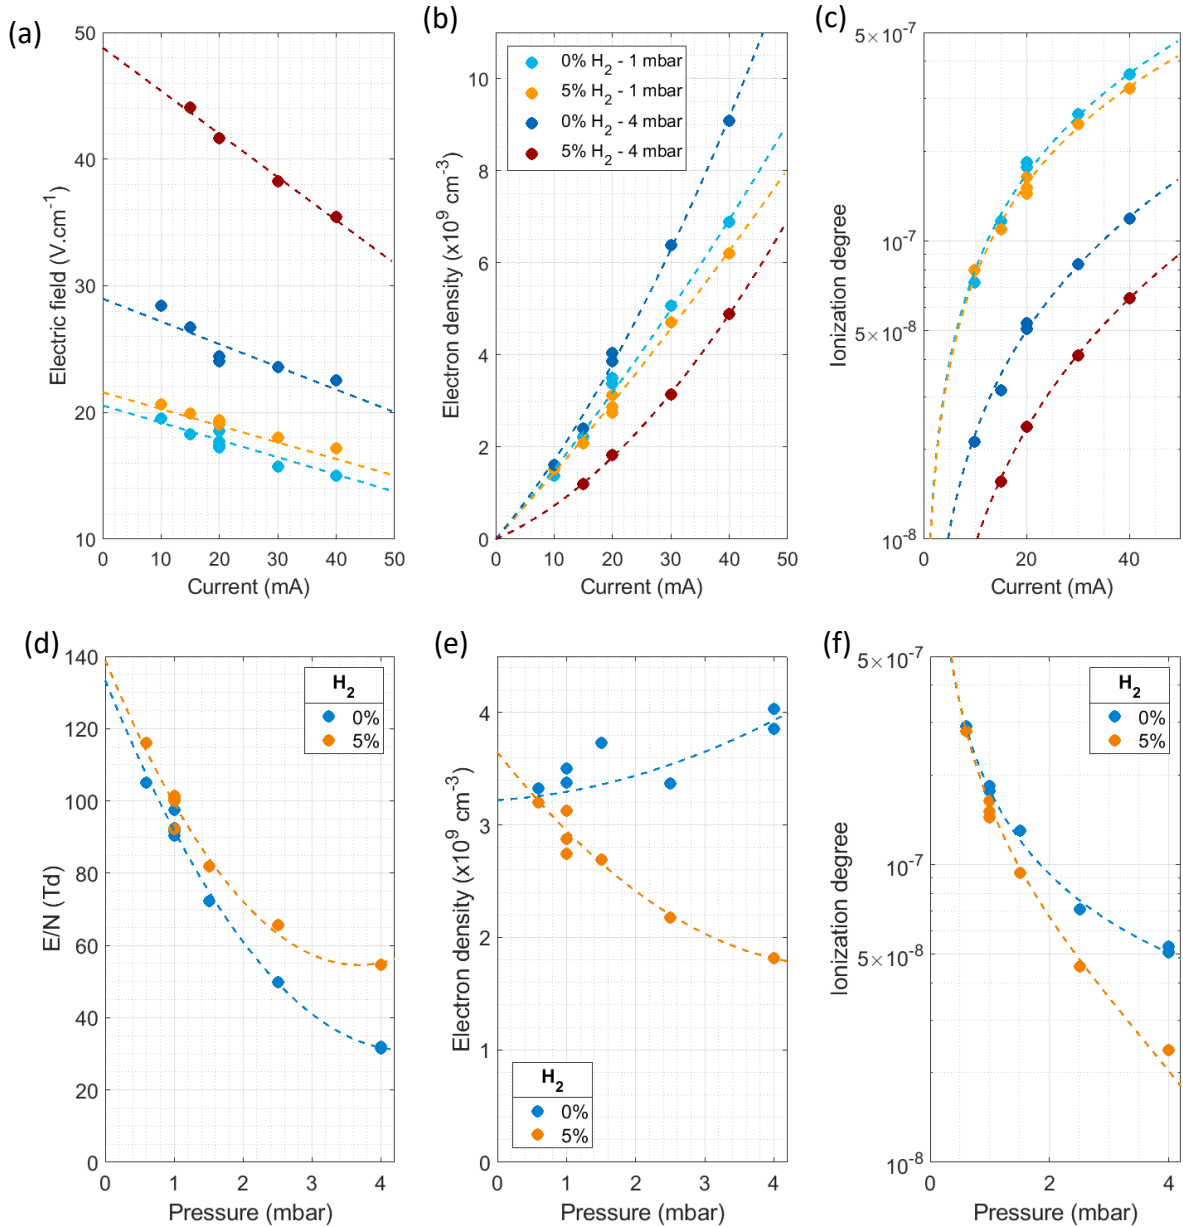 (a)
50
40
30
20
10
Electric field (V.cm⁻¹)
0 10 20 30 40 50
Current (mA)
(b)
10
8
6
4
2
0
Electron density (x10⁹ cm⁻³)
0% H₂ - 1 mbar
5% H₂ - 1 mbar
0% H₂ - 4 mbar
5% H₂ - 4 mbar
0 10 20 30 40 50
Current (mA)
(c)
5×10⁻⁷
10⁻⁷
5×10⁻⁸
10⁻⁸
Ionization degree
0 20 40
Current (mA)
(d)
140
120
100
80
60
40
20
0
E/N (Td)
H₂
0%
5%
0 1 2 3 4
Pressure (mbar)
(e)
4
3
2
1
0
Electron density (x10⁹ cm⁻³)
H₂
0%
5%
0 1 2 3 4
Pressure (mbar)
(f)
5×10⁻⁷
10⁻⁷
5×10⁻⁸
10⁻⁸
Ionization degree
H₂
0%
5%
0 2 4
Pressure (mbar)